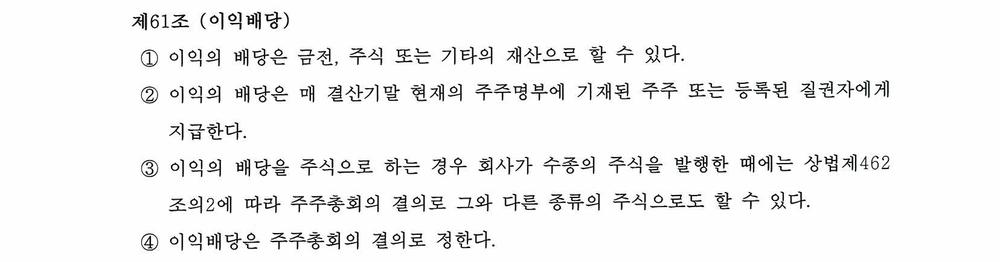 제61조 (이익배당)
① 이익의 배당은 금전, 주식 또는 기타의 재산으로 할 수 있다.
② 이익의 배당은 매 결산기말 현재의 주주명부에 기재된 주주 또는 등록된 질권자에게
지급한다.
③ 이익의 배당을 주식으로 하는 경우 회사가 수종의 주식을 발행한 때에는 상법제462
조의2에 따라 주주총회의 결의로 그와 다른 종류의 주식으로도 할 수 있다.
④ 이익배당은 주주총회의 결의로 정한다.